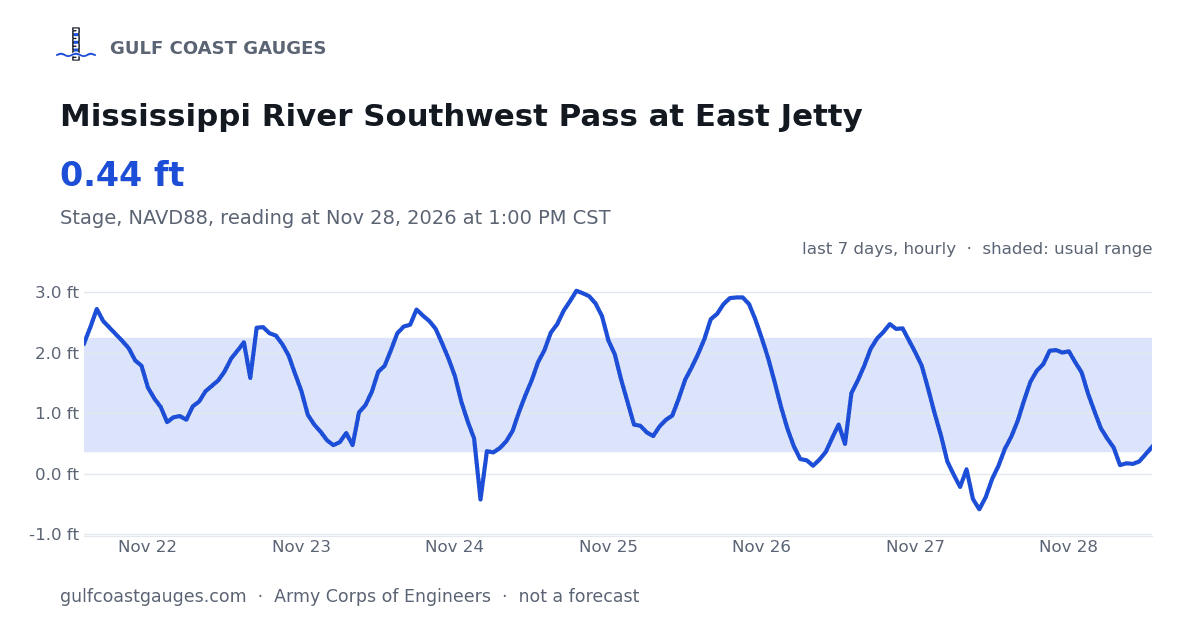 GULF COAST GAUGES
Mississippi River Southwest Pass at East Jetty
0.44 ft
Stage, NAVD88, reading at Nov 28, 2026 at 1:00 PM CST
last 7 days, hourly · shaded: usual range
3.0 ft
2.0 ft
1.0 ft
0.0 ft
-1.0 ft
Nov 22 Nov 23 Nov 24 Nov 25 Nov 26 Nov 27 Nov 28
gulfcoastgauges.com · Army Corps of Engineers · not a forecast